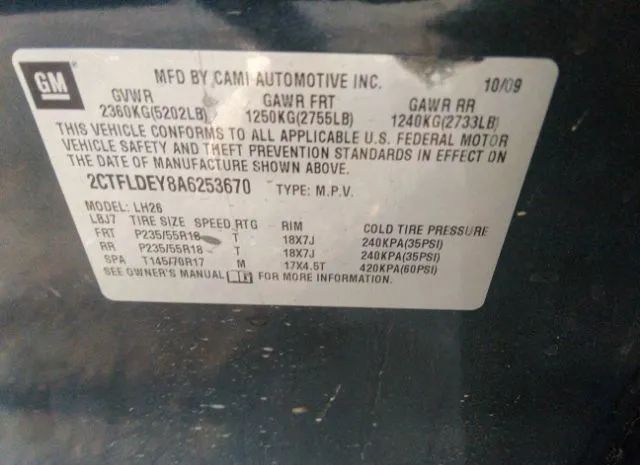 GM
MFD BY CAMI AUTOMOTIVE INC. 10/09
GVWR GAWR FRT GAWR RR
2360KG(5202LB) 1250KG(2755LB) 1240KG(2733LB)
THIS VEHICLE CONFORMS TO ALL APPLICABLE U.S. FEDERAL MOTOR
VEHICLE SAFETY AND THEFT PREVENTION STANDARDS IN EFFECT ON
THE DATE OF MANUFACTURE SHOWN ABOVE.
2CTFLDEY8A6253670 TYPE: M.P.V.
MODEL: LH26
LBJ7 TIRE SIZE SPEED RTG RIM COLD TIRE PRESSURE
FRT P235/55R18 T 18X7J 240KPA(35PSI)
RR P235/55R18 T 18X7J 240KPA(35PSI)
SPA T145/70R17 M 17X4.5T 420KPA(60PSI)
SEE OWNER'S MANUAL FOR MORE INFORMATION.